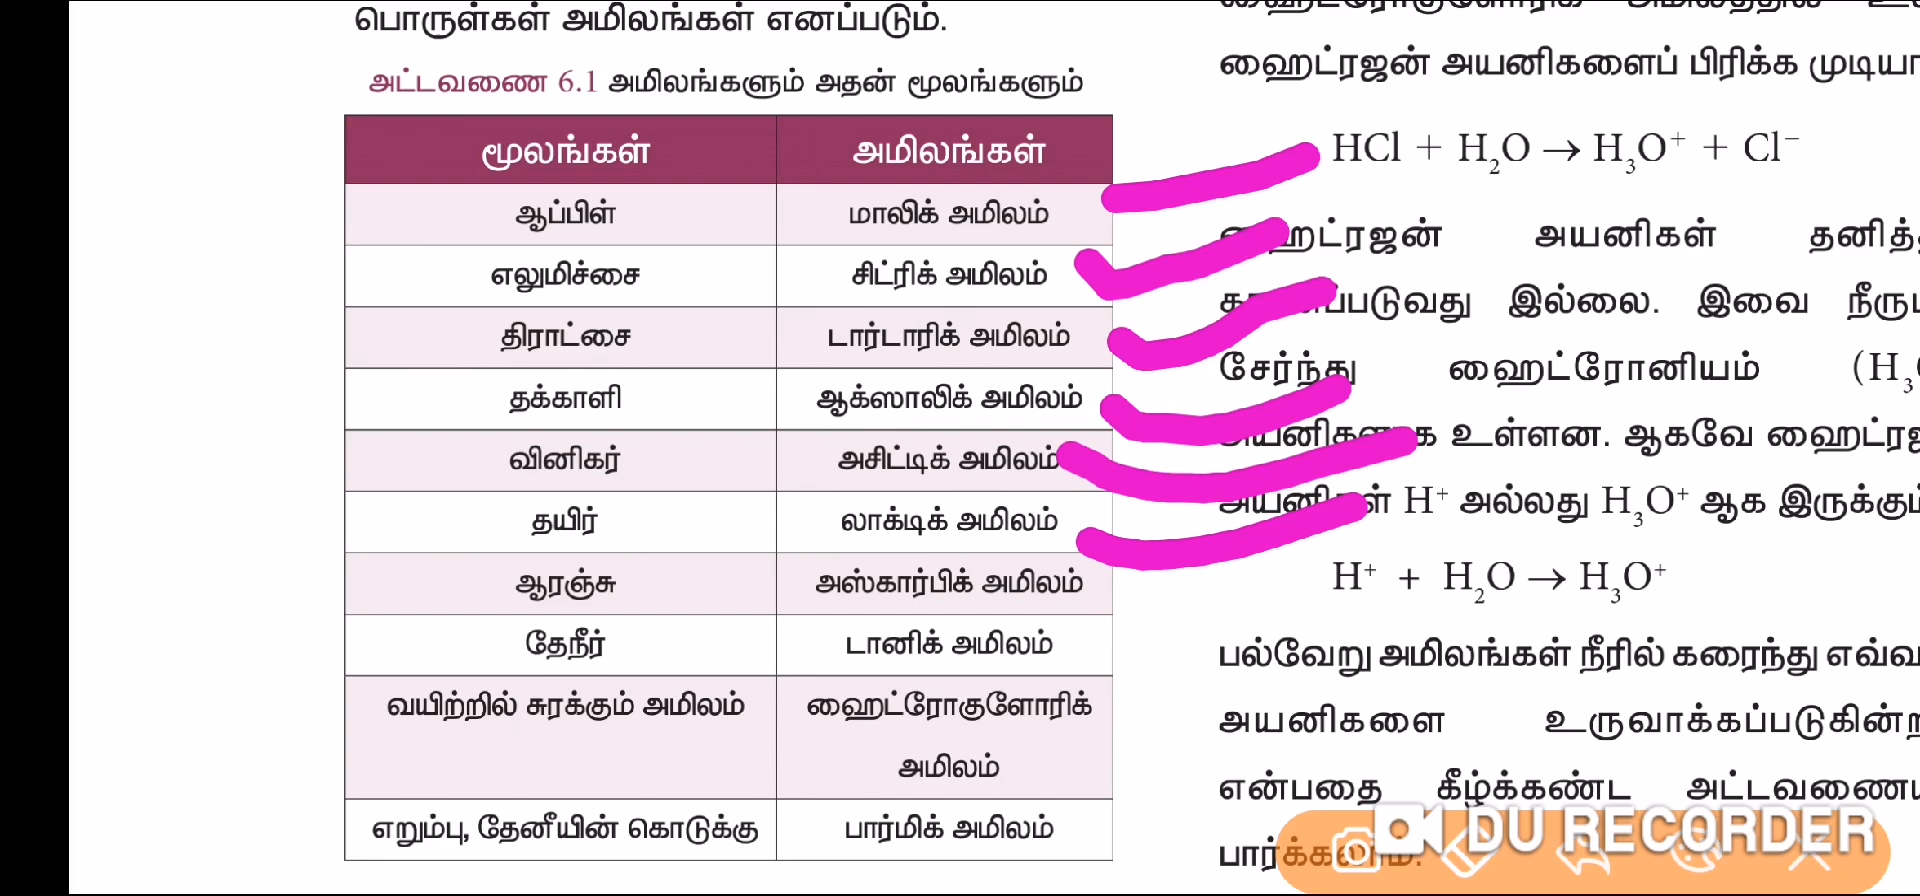 பொருள்கள் அமிலங்கள் எனப்படும்.
அட்டவணை 6.1 அமிலங்களும் அதன் மூலங்களும்
மூலங்கள் அமிலங்கள்
ஆப்பிள் மாலிக் அமிலம்
எலுமிச்சை சிட்ரிக் அமிலம்
திராட்சை டார்டாரிக் அமிலம்
தக்காளி ஆக்ஸாலிக் அமிலம்
வினிகர் அசிட்டிக் அமிலம்
தயிர் லாக்டிக் அமிலம்
ஆரஞ்சு அஸ்கார்பிக் அமிலம்
தேநீர் டானிக் அமிலம்
வயிற்றில் சுரக்கும் அமிலம் ஹைட்ரோகுளோரிக்
அமிலம்
எறும்பு, தேனீயின் கொடுக்கு பார்மிக் அமிலம்
ஹைட்ரஜன் அயனிகளைப் பிரிக்க
HCl + H₂O → H₃O⁺ + Cl⁻
ஹைட்ரஜன் அயனிகள்
இல்லை. இவை
சேர்ந்து ஹைட்ரோனியம்
உள்ளன. ஆகவே
H⁺ அல்லது H₃O⁺ ஆக
H⁺ + H₂O → H₃O⁺
பல்வேறு அமிலங்கள் நீரில் கரைந்து
அயனிகளை
என்பதை கீழ்க்கண்ட
DU RECORDER